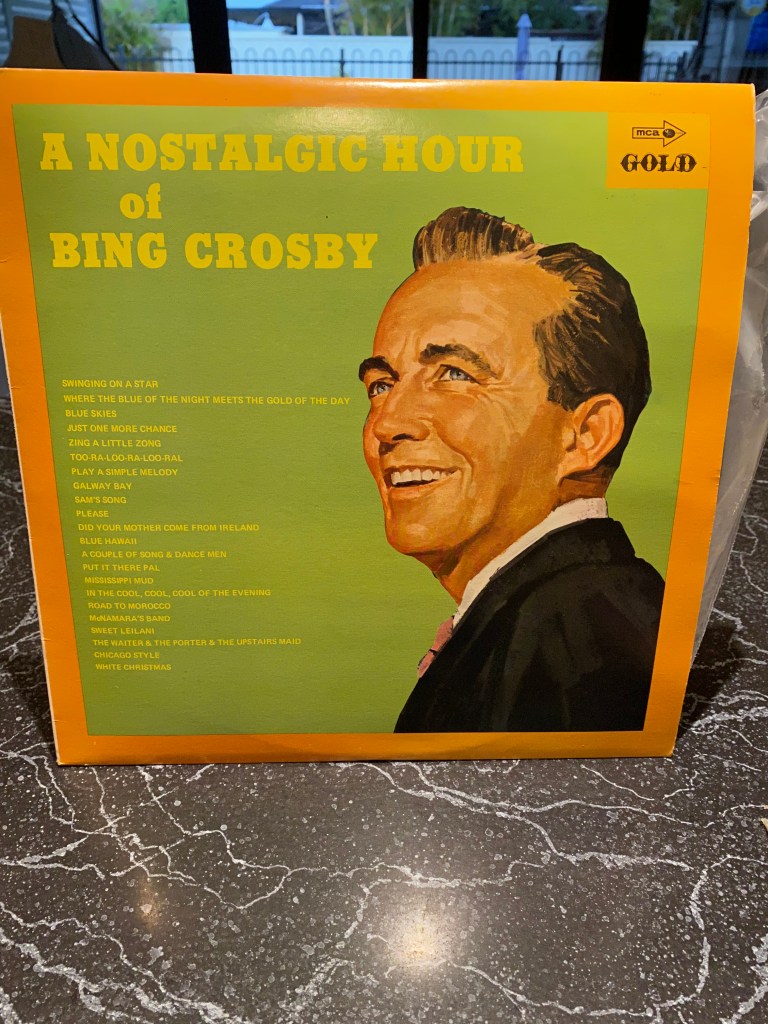 A NOSTALGIC HOUR
of
BING CROSBY
mca
GOLD
SWINGING ON A STAR
WHERE THE BLUE OF THE NIGHT MEETS THE GOLD OF THE DAY
BLUE SKIES
JUST ONE MORE CHANCE
ZING A LITTLE ZONG
TOO-RA-LOO-RA-LOO-RAL
PLAY A SIMPLE MELODY
GALWAY BAY
SAM'S SONG
PLEASE
DID YOUR MOTHER COME FROM IRELAND
BLUE HAWAII
A COUPLE OF SONG & DANCE MEN
PUT IT THERE PAL
MISSISSIPPI MUD
IN THE COOL, COOL, COOL OF THE EVENING
ROAD TO MOROCCO
McNAMARA'S BAND
SWEET LEILANI
THE WAITER & THE PORTER & THE UPSTAIRS MAID
CHICAGO STYLE
WHITE CHRISTMAS